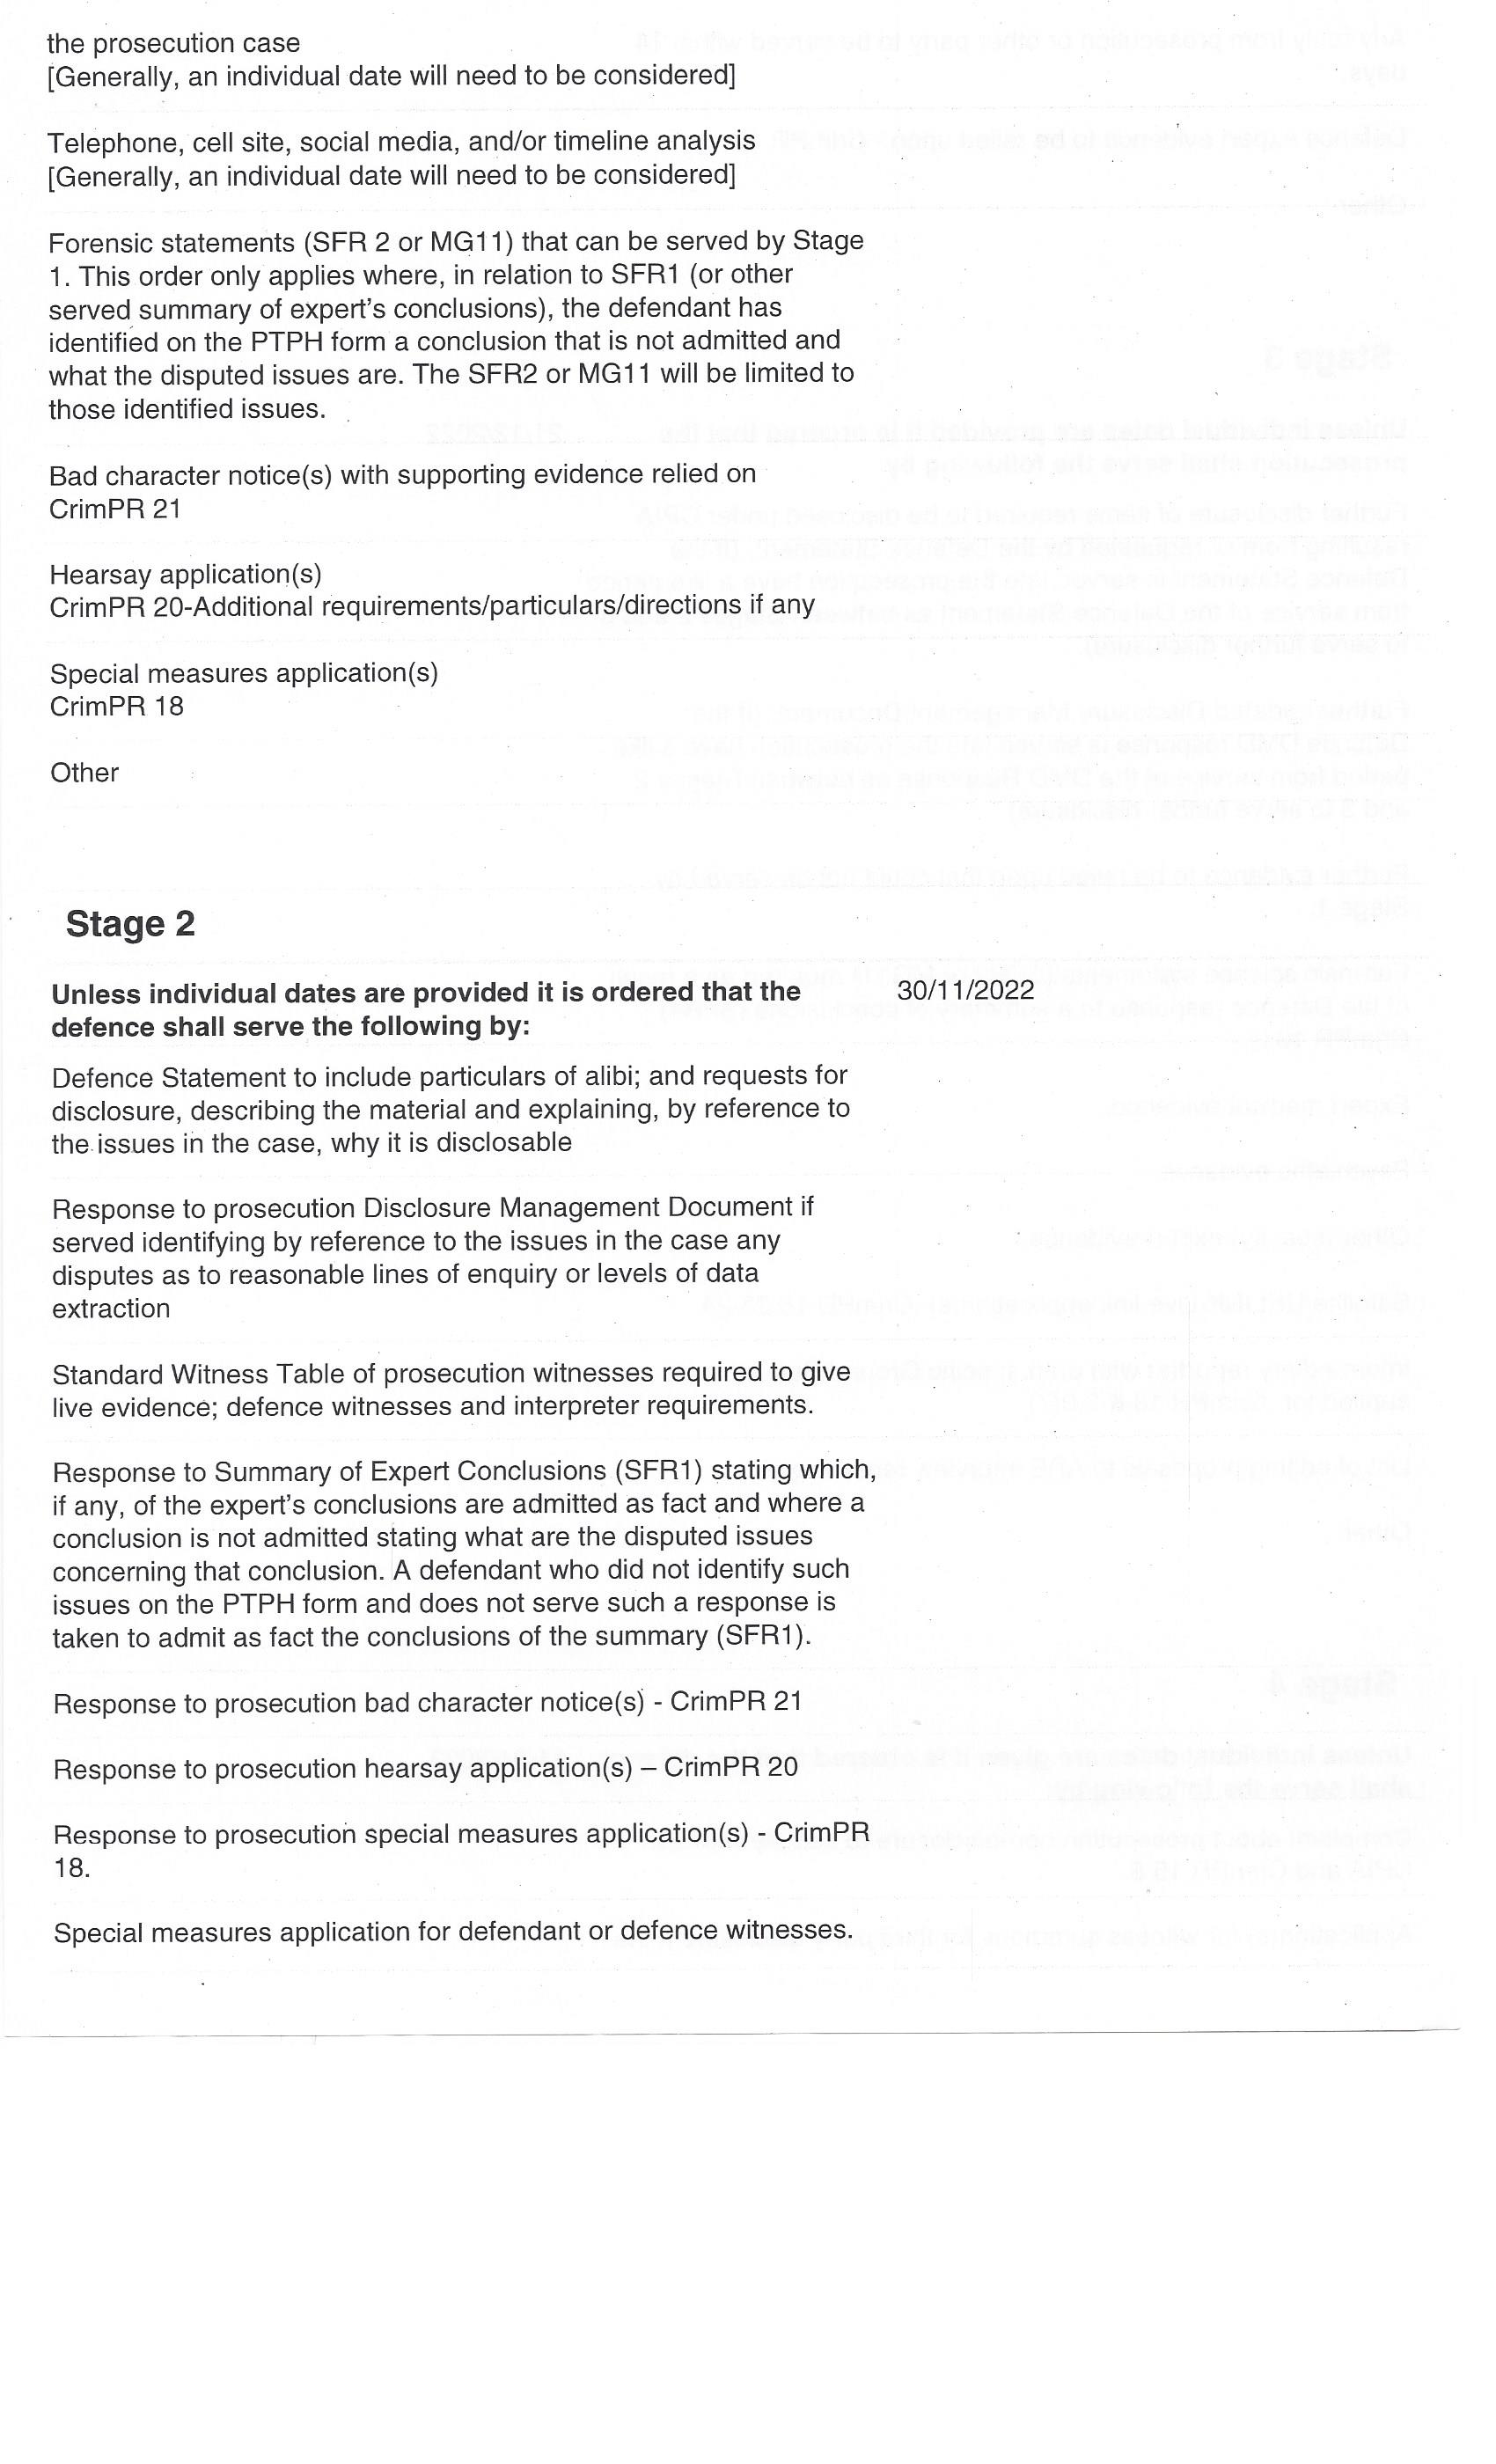 the prosecution case
[Generally, an individual date will need to be considered]
Telephone, cell site, social media, and/or timeline analysis
[Generally, an individual date will need to be considered]
Forensic statements (SFR 2 or MG11) that can be served by Stage
1. This order only applies where, in relation to SFR1 (or other
served summary of expert's conclusions), the defendant has
identified on the PTPH form a conclusion that is not admitted and
what the disputed issues are. The SFR2 or MG11 will be limited to
those identified issues.
Bad character notice(s) with supporting evidence relied on
CrimPR 21
Hearsay application(s)
CrimPR 20-Additional requirements/particulars/directions if any
Special measures application(s)
CrimPR 18
Other
Stage 2
Unless individual dates are provided it is ordered that the 30/11/2022
defence shall serve the following by:
Defence Statement to include particulars of alibi; and requests for
disclosure, describing the material and explaining, by reference to
the issues in the case, why it is disclosable
Response to prosecution Disclosure Management Document if
served identifying by reference to the issues in the case any
disputes as to reasonable lines of enquiry or levels of data
extraction
Standard Witness Table of prosecution witnesses required to give
live evidence; defence witnesses and interpreter requirements.
Response to Summary of Expert Conclusions (SFR1) stating which,
if any, of the expert's conclusions are admitted as fact and where a
conclusion is not admitted stating what are the disputed issues
concerning that conclusion. A defendant who did not identify such
issues on the PTPH form and does not serve such a response is
taken to admit as fact the conclusions of the summary (SFR1).
Response to prosecution bad character notice(s) - CrimPR 21
Response to prosecution hearsay application(s) – CrimPR 20
Response to prosecution special measures application(s) - CrimPR
18.
Special measures application for defendant or defence witnesses.